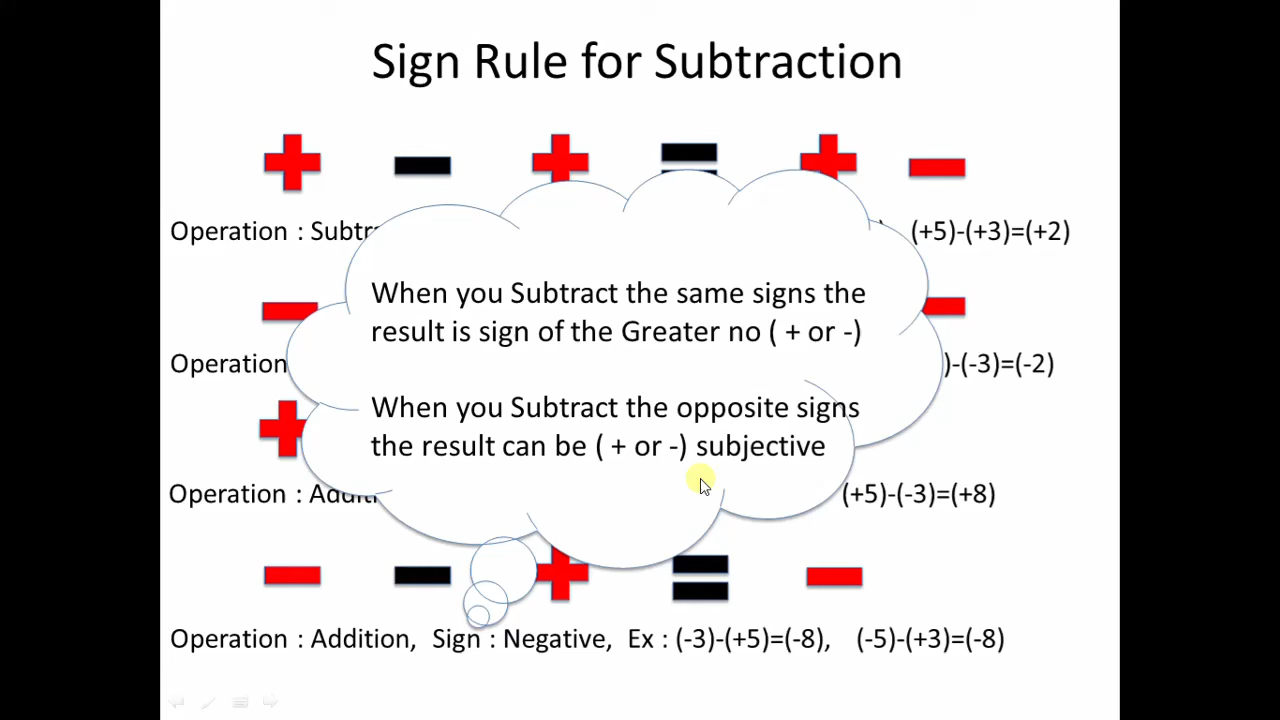 Sign Rule for Subtraction
Operation : Subtr (+5)-(+3)=(+2)
When you Subtract the same signs the
result is sign of the Greater no ( + or -)
Operation )-(-3)=(-2)
When you Subtract the opposite signs
the result can be ( + or -) subjective
Operation : (+5)-(-3)=(+8)
Operation : Addition, Sign : Negative, Ex : (-3)-(+5)=(-8), (-5)-(+3)=(-8)